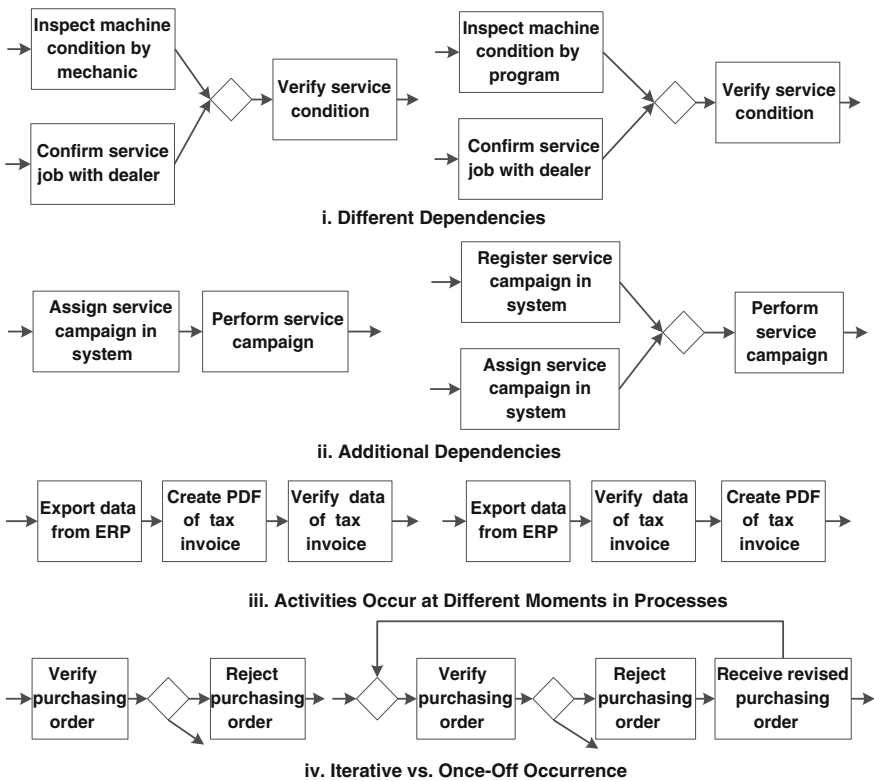 Inspect machine
condition by
mechanic
Verify service
condition
Confirm service
job with dealer
Inspect machine
condition by
program
Verify service
condition
Confirm service
job with dealer
i. Different Dependencies
Assign service
campaign in
system
Perform service
campaign
Register service
campaign in
system
Assign service
campaign in
system
Perform
service
campaign
ii. Additional Dependencies
Export data
from ERP
Create PDF
of tax
invoice
Verify data
of tax
invoice
Export data
from ERP
Verify data
of tax
invoice
Create PDF
of tax
invoice
iii. Activities Occur at Different Moments in Processes
Verify
purchasing
order
Reject
purchasing
order
Verify
purchasing
order
Reject
purchasing
order
Receive revised
purchasing
order
iv. Iterative vs. Once-Off Occurrence